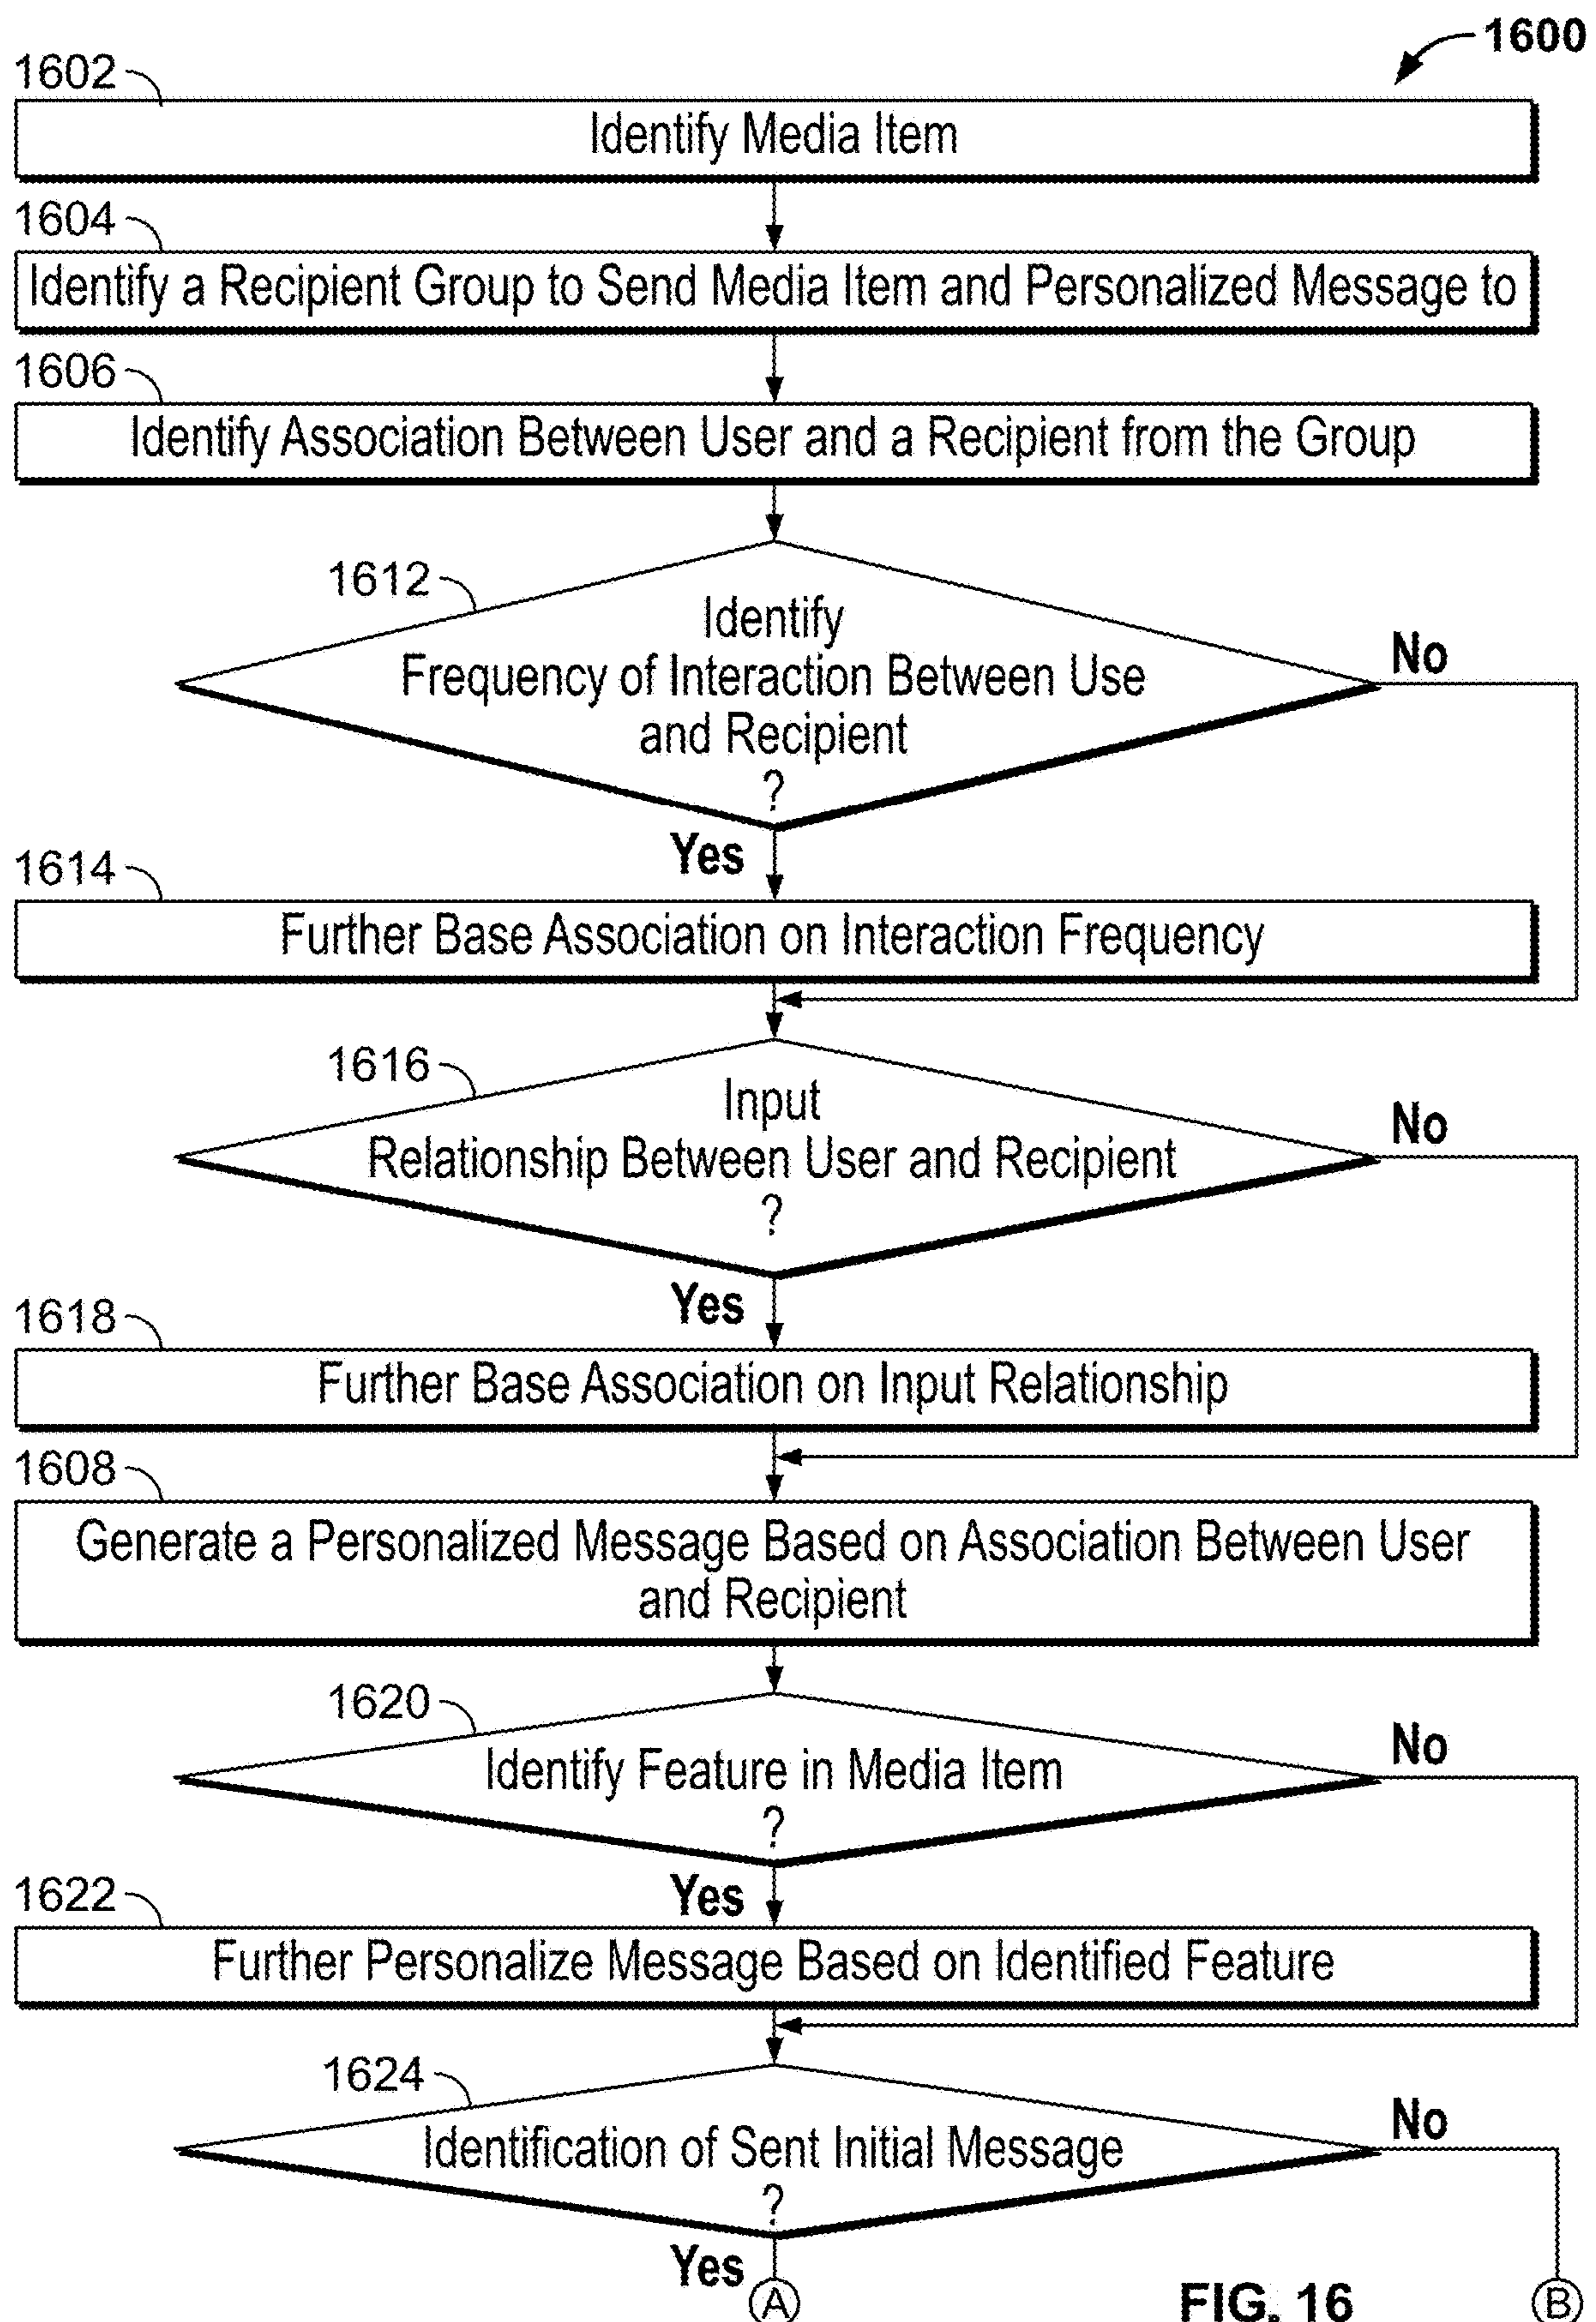 1600
1602
Identify Media Item
1604
Identify a Recipient Group to Send Media Item and Personalized Message to
1606
Identify Association Between User and a Recipient from the Group
1612
Identify
Frequency of Interaction Between Use
and Recipient
?
No
Yes
1614
Further Base Association on Interaction Frequency
1616
Input
Relationship Between User and Recipient
?
No
Yes
1618
Further Base Association on Input Relationship
1608
Generate a Personalized Message Based on Association Between User
and Recipient
1620
Identify Feature in Media Item
?
No
Yes
1622
Further Personalize Message Based on Identified Feature
1624
Identification of Sent Initial Message
?
No
Yes
A
FIG. 16
B